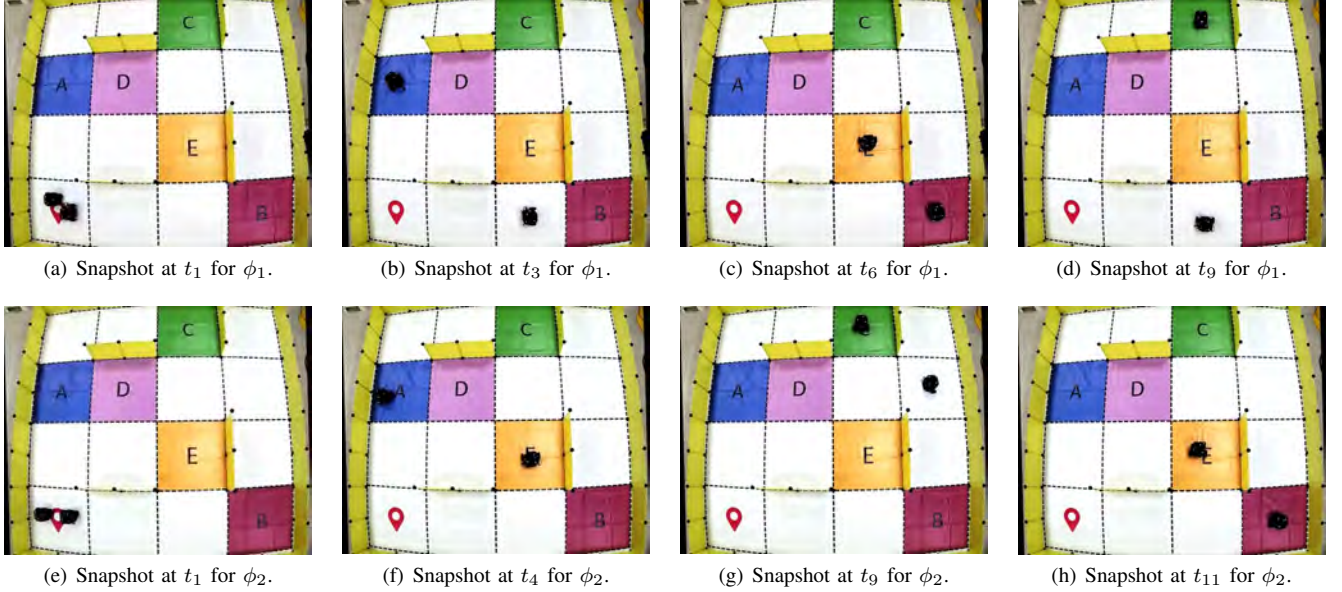 C
A
D
E
B
(a) Snapshot at t₁ for ϕ₁.
C
A
D
E
B
(b) Snapshot at t₃ for ϕ₁.
C
A
D
E
B
(c) Snapshot at t₆ for ϕ₁.
C
A
D
E
B
(d) Snapshot at t₉ for ϕ₁.
C
A
D
E
B
(e) Snapshot at t₁ for ϕ₂.
C
A
D
E
B
(f) Snapshot at t₄ for ϕ₂.
C
A
D
E
B
(g) Snapshot at t₉ for ϕ₂.
C
A
D
E
(h) Snapshot at t₁₁ for ϕ₂.